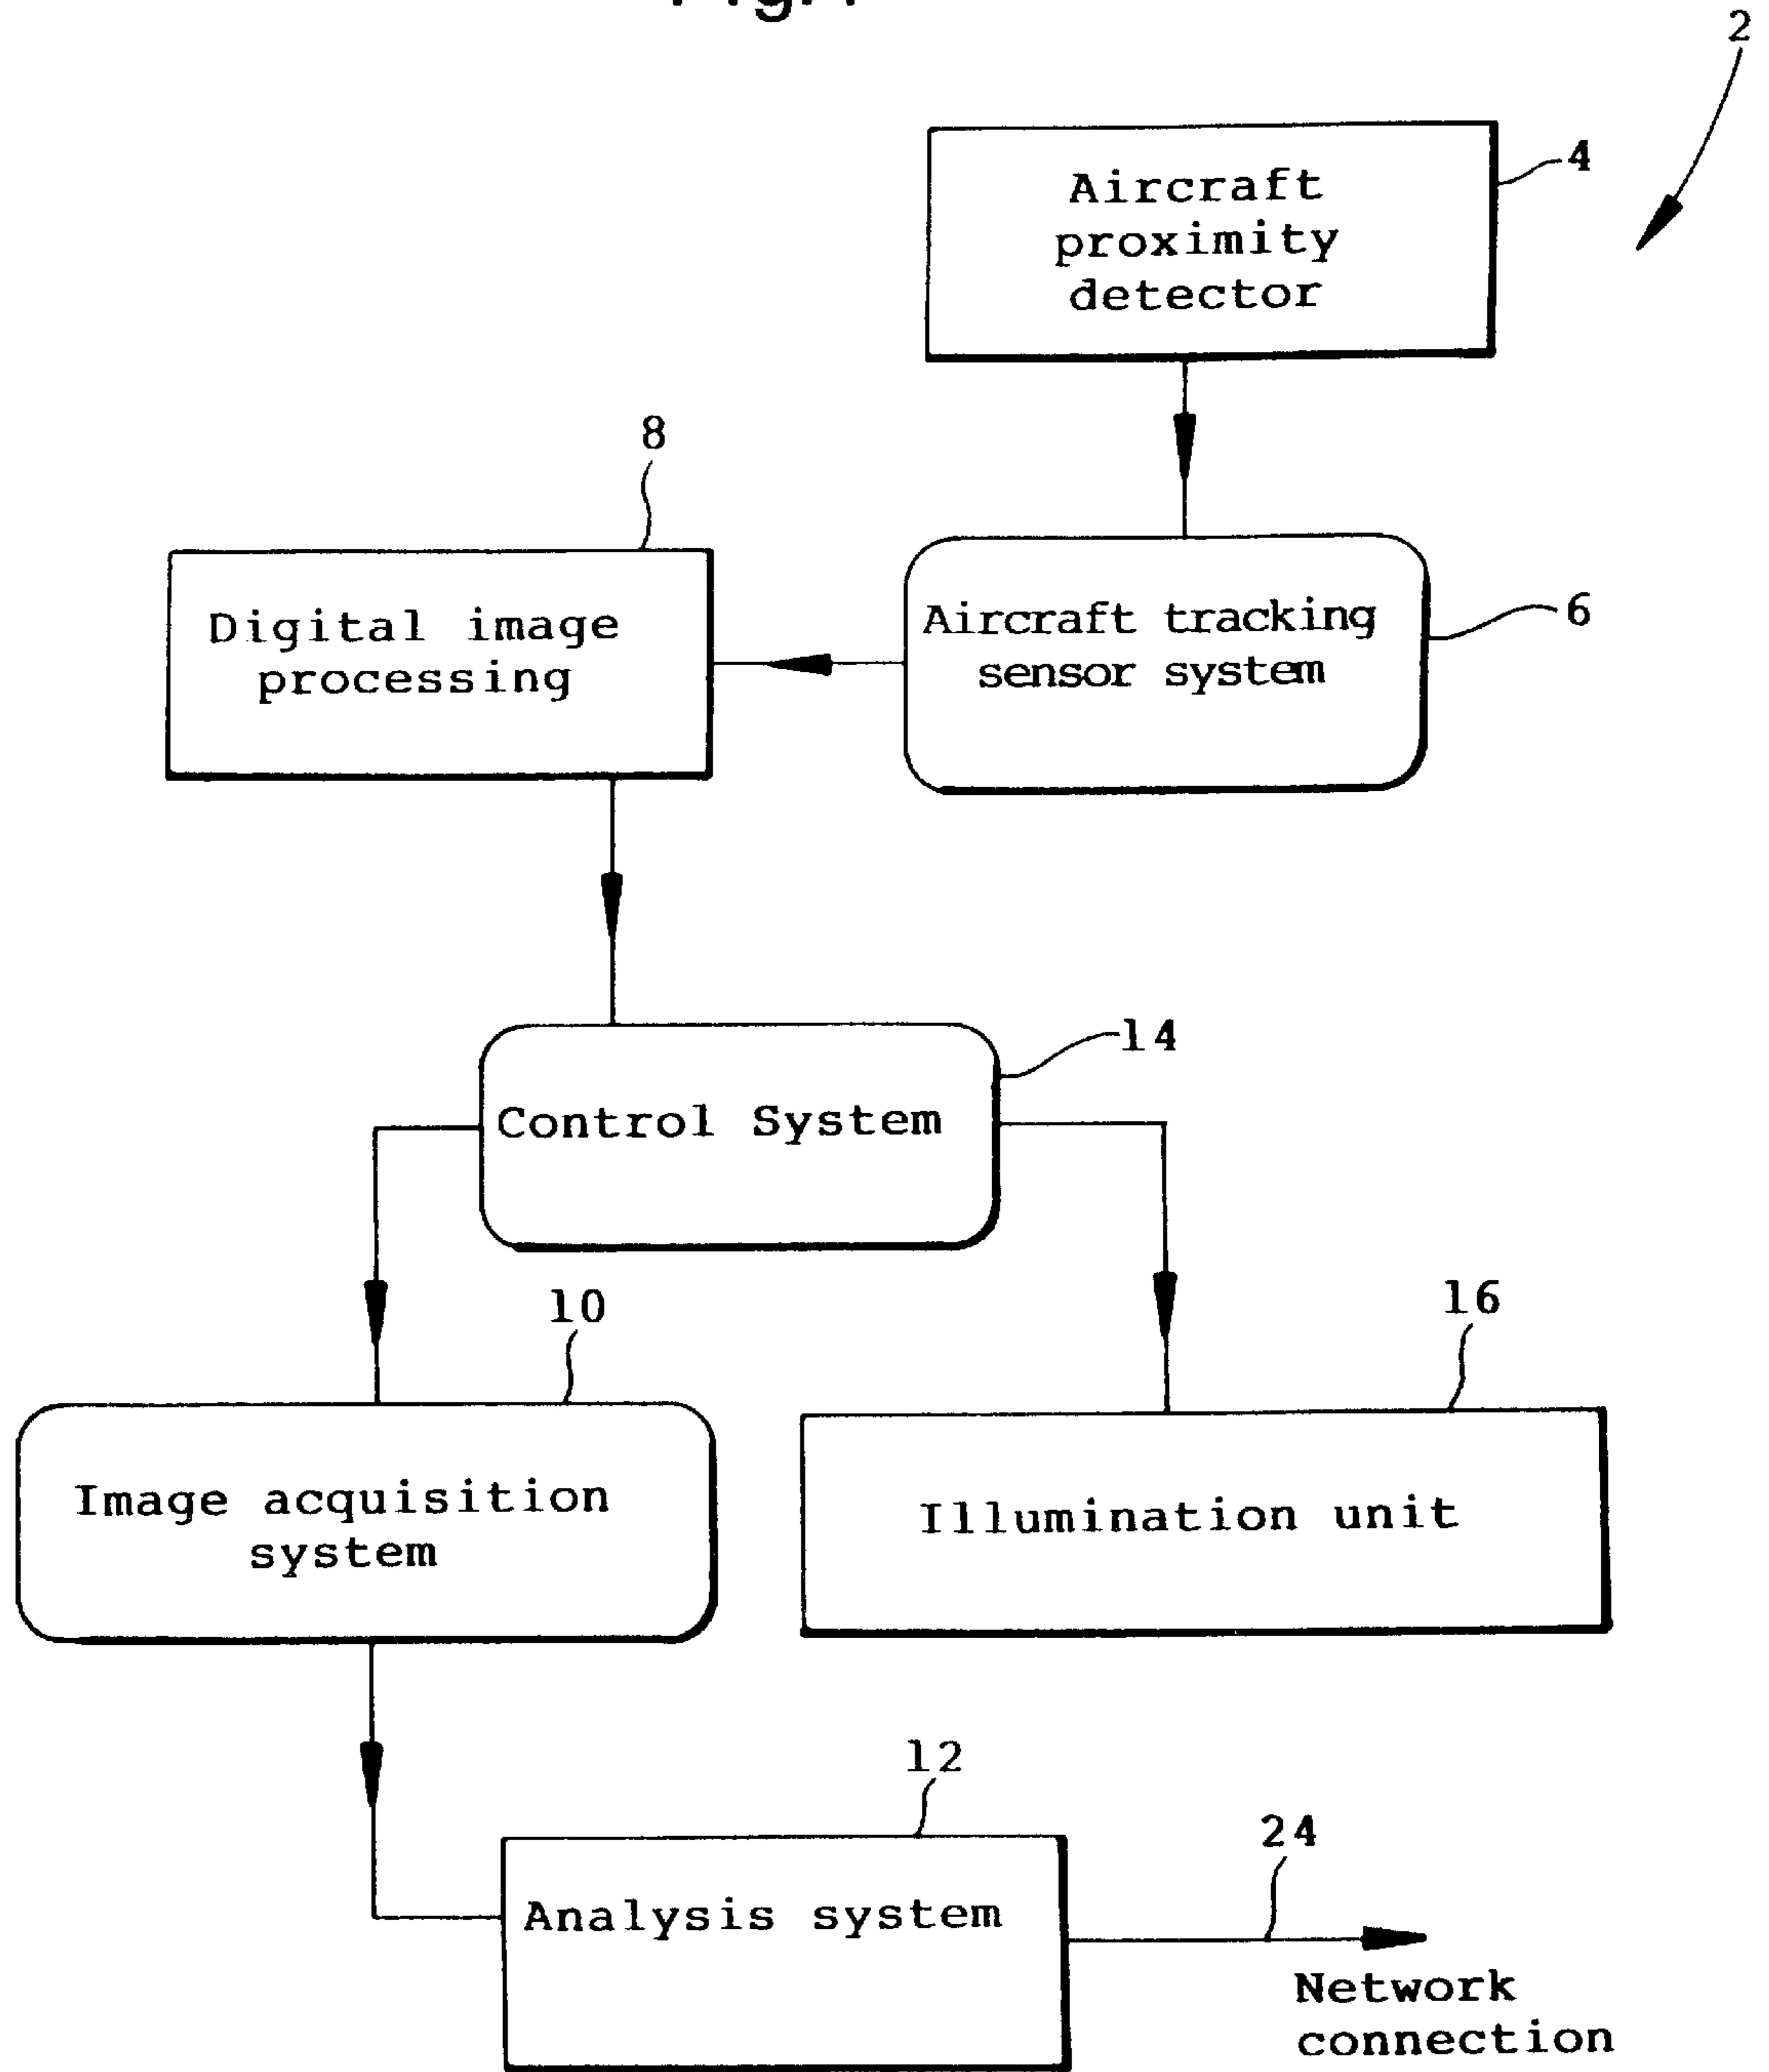 2
Aircraft
proximity
detector
4
8
Digital image
processing
Aircraft tracking
sensor system
6
Control System
14
10
16
Image acquisition
system
Illumination unit
12
Analysis system
24
Network
connection